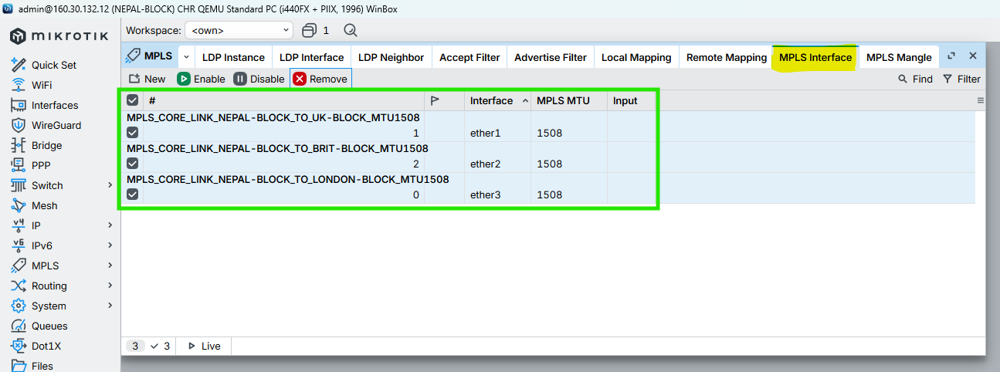 admin@160.30.132.12 (NEPAL-BLOCK) CHR QEMU Standard PC (i440FX + PIIX, 1996) WinBox
mikrotik
Workspace: <own> 1
Quick Set
WiFi
Interfaces
WireGuard
Bridge
PPP
Switch
Mesh
v4 IP
v6 IPv6
MPLS
Routing
System
Queues
Dot1X
Files
MPLS LDP Instance LDP Interface LDP Neighbor Accept Filter Advertise Filter Local Mapping Remote Mapping MPLS Interface MPLS Mangle
New Enable Disable Remove Find Filter
# Interface MPLS MTU Input
MPLS_CORE_LINK_NEPAL-BLOCK_TO_UK-BLOCK_MTU1508
1 ether1 1508
MPLS_CORE_LINK_NEPAL-BLOCK_TO_BRIT-BLOCK_MTU1508
2 ether2 1508
MPLS_CORE_LINK_NEPAL-BLOCK_TO_LONDON-BLOCK_MTU1508
0 ether3 1508
3 3 Live